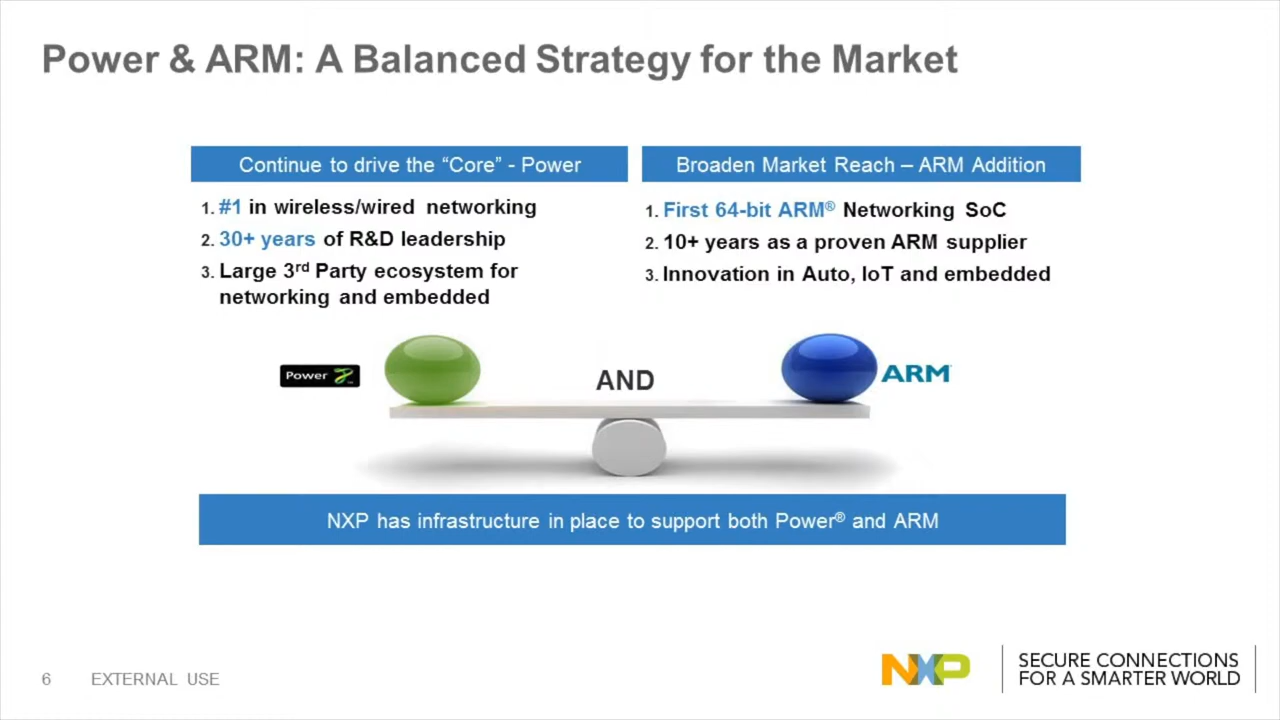 Power & ARM: A Balanced Strategy for the Market
Continue to drive the “Core” - Power
1. #1 in wireless/wired networking
2. 30+ years of R&D leadership
3. Large 3rd Party ecosystem for
networking and embedded
Broaden Market Reach – ARM Addition
1. First 64-bit ARM® Networking SoC
2. 10+ years as a proven ARM supplier
3. Innovation in Auto, IoT and embedded
Power
AND
ARM
NXP has infrastructure in place to support both Power® and ARM
6 EXTERNAL USE
NXP
SECURE CONNECTIONS
FOR A SMARTER WORLD